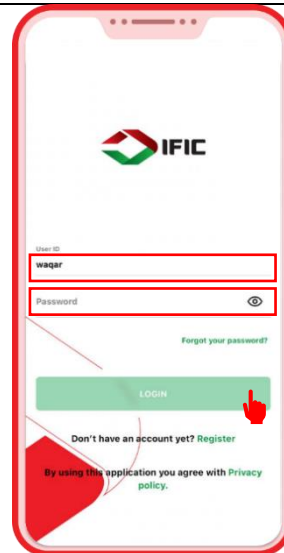 IFIC
User ID
waqar
Password
Forgot your password?
LOGIN
Don't have an account yet? Register
By using this application you agree with Privacy
policy.